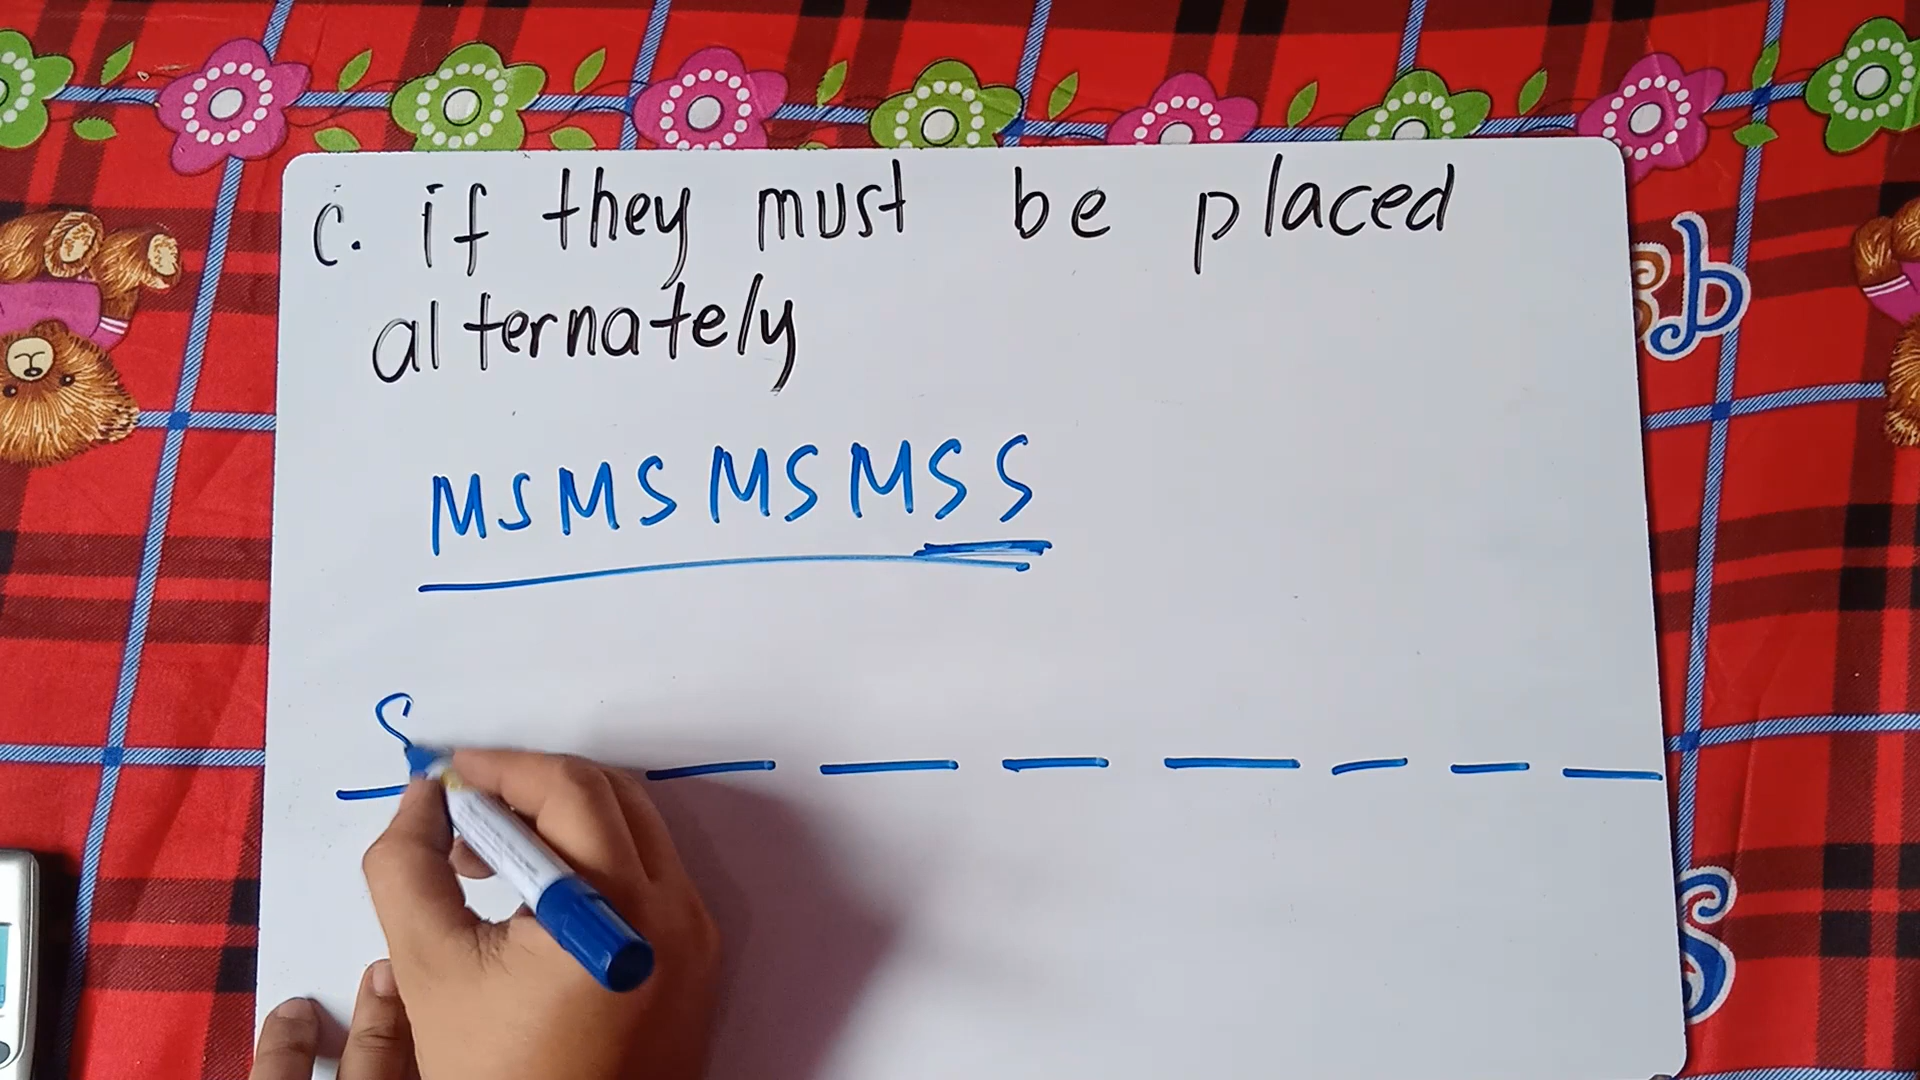 c. if they must be placed
alternately
MSMSMSMSS
S